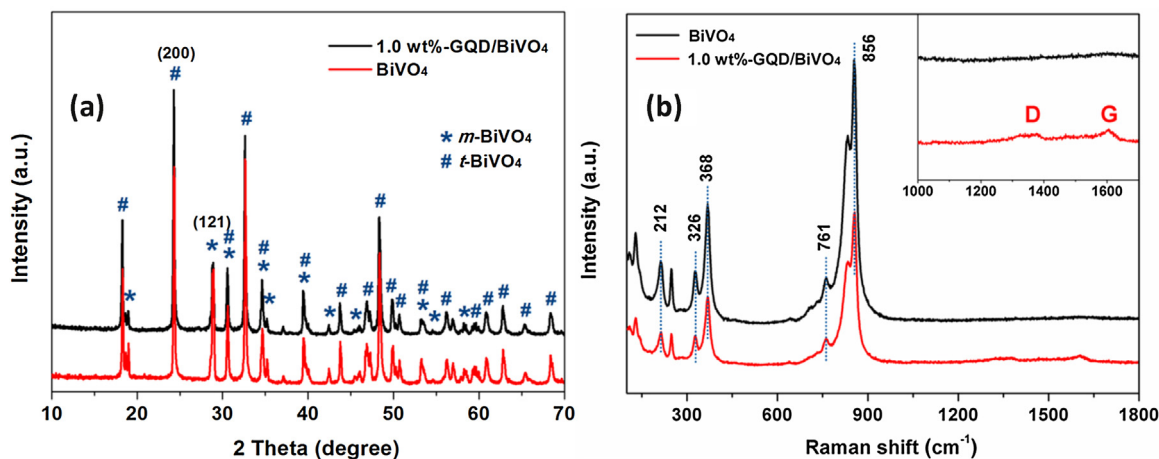 (a)
1.0 wt%-GQD/BiVO₄
BiVO₄
* m-BiVO₄
# t-BiVO₄
(200)
#
#
#
(121)
*
#
*
#
*
#
*
*
#
*
*
#
*
#
#
#
#
#
*
*
#
*
#
#
#
#
#
Intensity (a.u.)
10 20 30 40 50 60 70
2 Theta (degree)
(b)
BiVO₄
1.0 wt%-GQD/BiVO₄
212
326
368
761
856
D G
1000 1200 1400 1600
Intensity (a.u.)
300 600 900 1200 1500 1800
Raman shift (cm⁻¹)